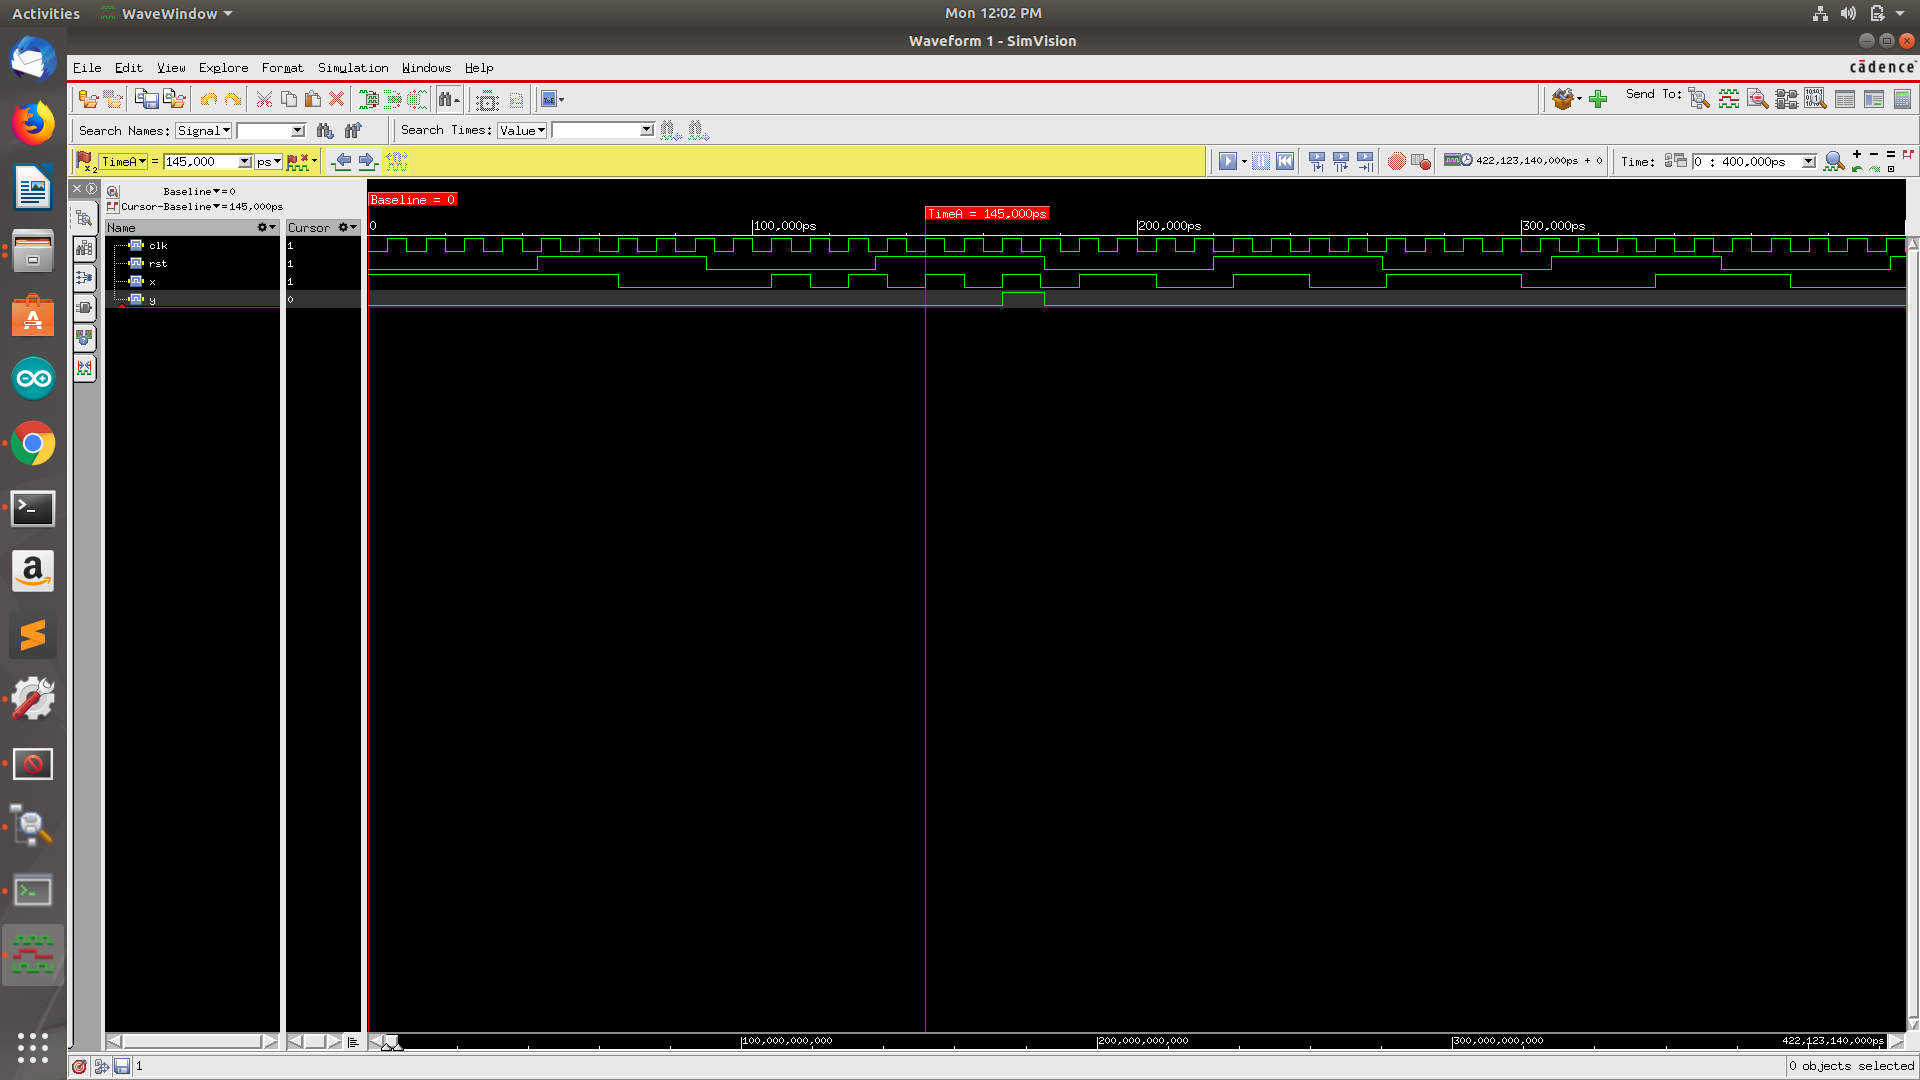 Activities WaveWindow Mon 12:02 PM
Waveform 1 - SimVision
File Edit View Explore Format Simulation Windows Help cādence
Send To:
Search Names: Signal Search Times: Value
TimeA = 145,000 ps 422,123,140,000ps + 0 Time: 0 : 400,000ps
Baseline = 0
Cursor-Baseline = 145,000ps
Baseline = 0
TimeA = 145,000ps
Name Cursor 0 100,000ps 200,000ps 300,000ps
clk 1
rst 1
x 1
y 0
100,000,000,000 200,000,000,000 300,000,000,000 422,123,140,000ps
1 0 objects selected